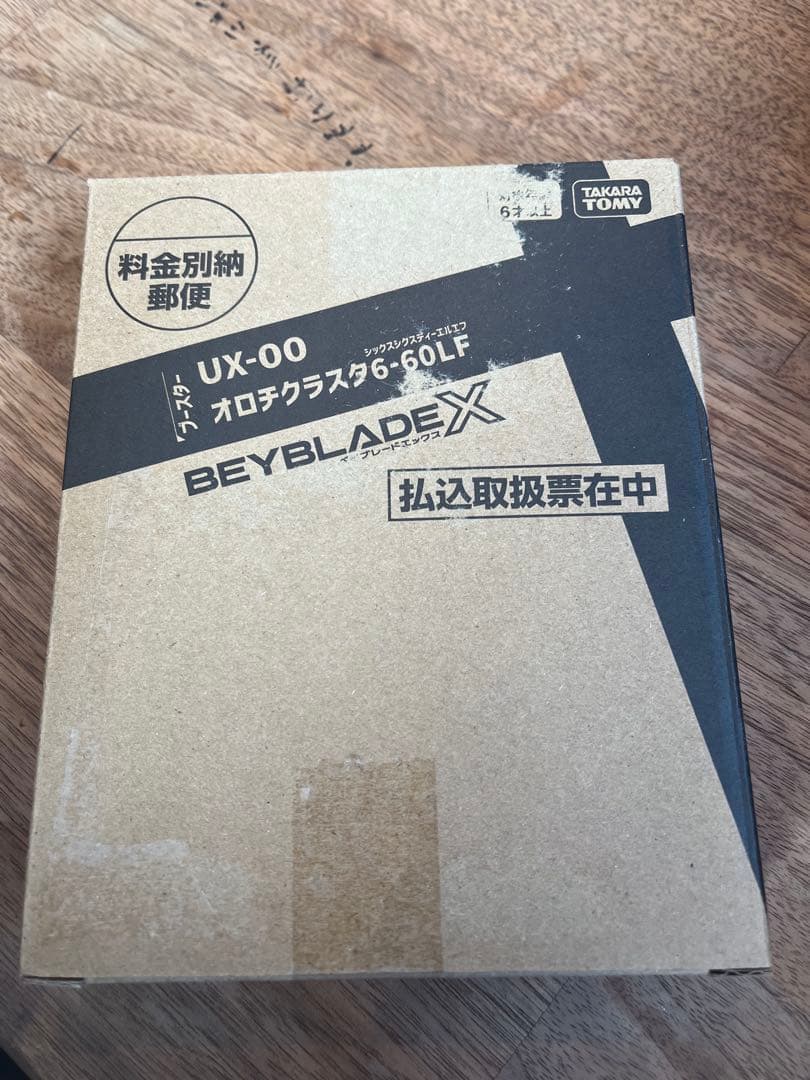 料金別納
郵便
6才以上
TAKARA
TOMY
ブースター
UX-00
シックスシクスティーエルエフ
オロチクラスタ6-60LF
BEYBLADE X
ベイブレードエックス
払込取扱票在中